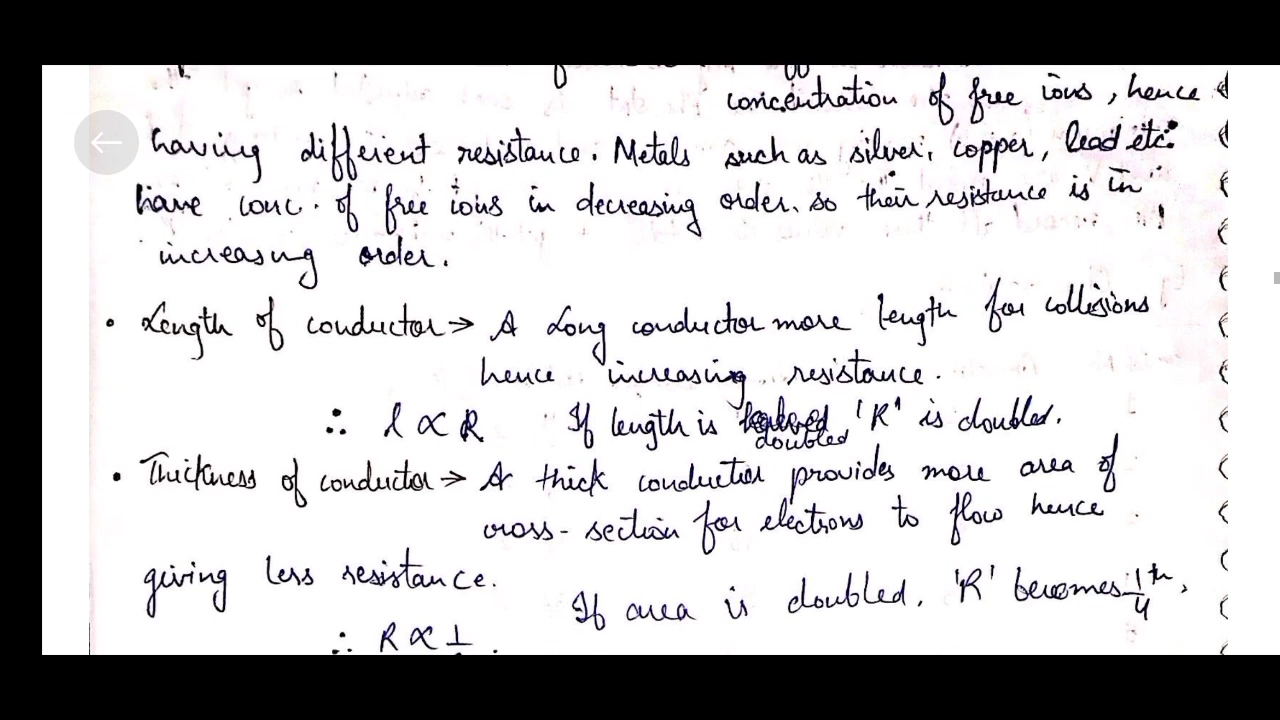 concentration of free ions, hence
having different resistance. Metals such as silver, copper, lead etc.
have conc. of free ions in decreasing order. so their resistance is in
increasing order.
• Length of conductor → A Long conductor more length for collisions
hence increasing resistance.
∴ l ∝ R If length is doubled 'R' is doubled.
• Thickness of conductor → A thick conductor provides more area of
cross-section for electrons to flow hence
giving less resistance.
If area is doubled, 'R' becomes 1/4th.
∴ R ∝ 1